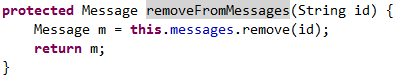 protected Message removeFromMessages(String id) {
    Message m = this.messages.remove(id);
    return m;
}